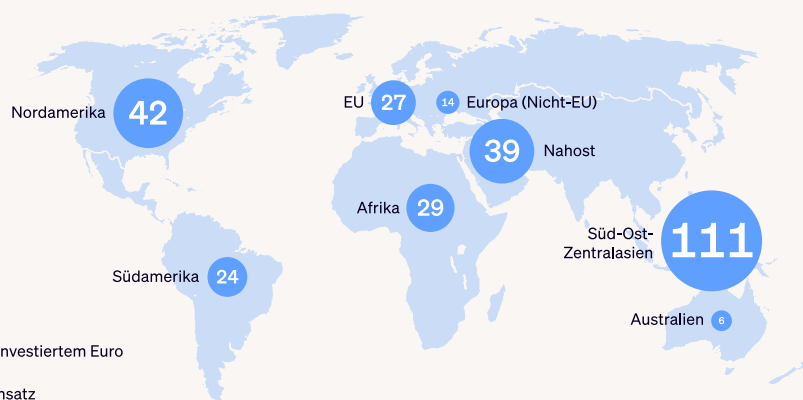 Nordamerika
42
EU
27
14
Europa (Nicht-EU)
39
Nahost
Afrika
29
Süd-Ost-
Zentralasien
111
Südamerika
24
Australien
6
nvestiertem Euro
nsatz